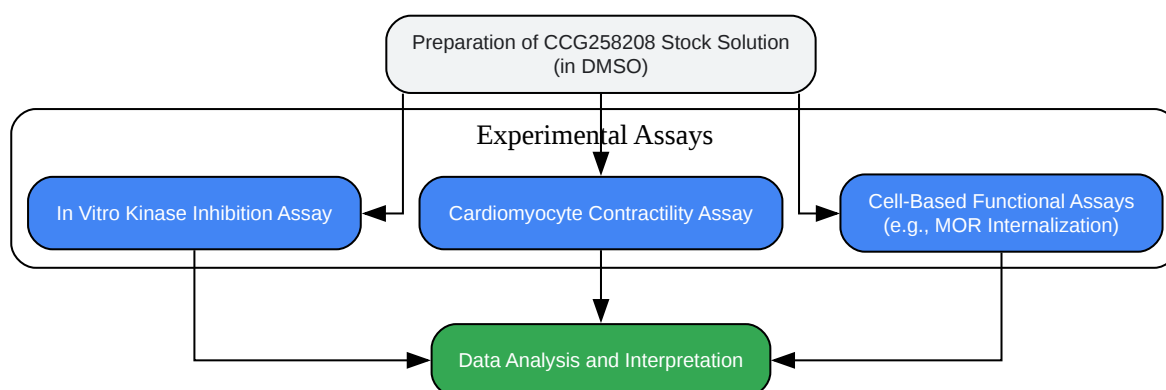 Preparation of CCG258208 Stock Solution
(in DMSO)
Experimental Assays
In Vitro Kinase Inhibition Assay
Cardiomyocyte Contractility Assay
Cell-Based Functional Assays
(e.g., MOR Internalization)
Data Analysis and Interpretation